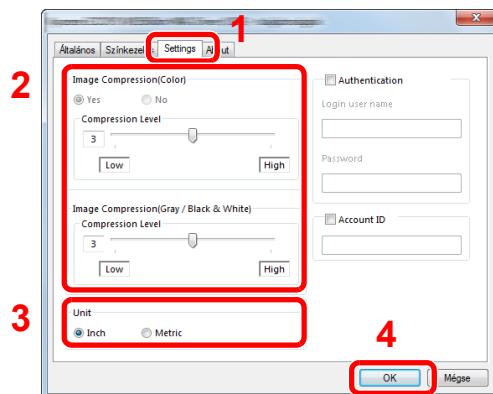 1
Általános Színkezelés Settings About
2
Image Compression(Color)
Yes No
Compression Level
3
Low High
Image Compression(Gray / Black & White)
Compression Level
3
Low High
Authentication
Login user name
Password
Account ID
3
Unit
Inch Metric
4
OK Mégse